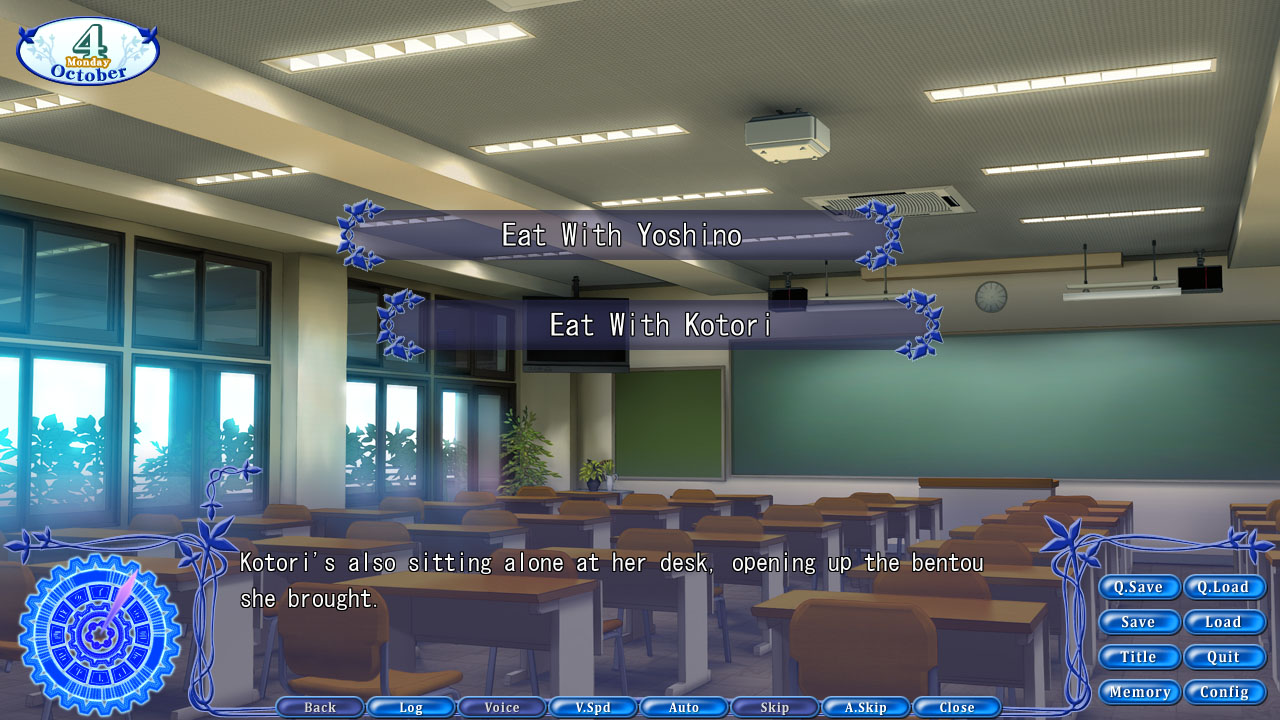 4
Monday
October
Eat With Yoshino
Eat With Kotori
Kotori's also sitting alone at her desk, opening up the bentou
she brought.
Q.Save Q.Load
Save Load
Title Quit
Memory Config
Back Log Voice V.Spd Auto Skip A.Skip Close